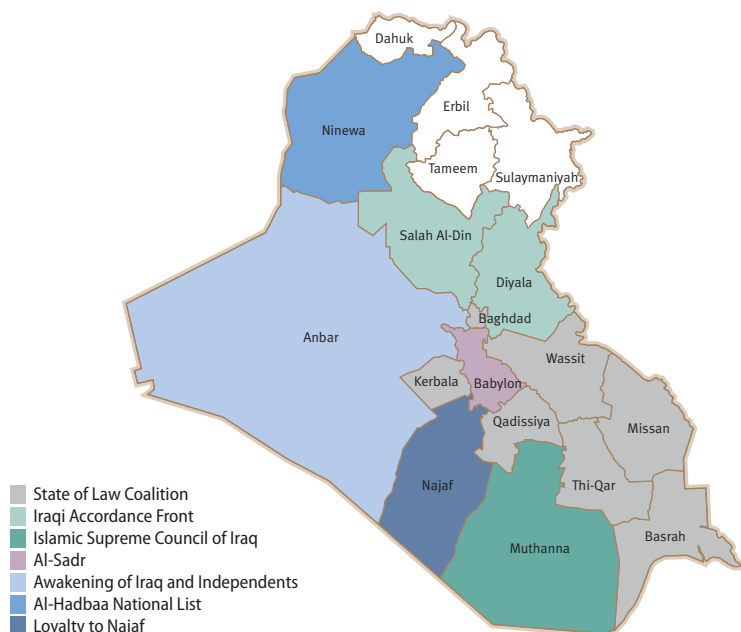 Dahuk
Erbil
Ninewa
Tameem
Sulaymaniyah
Salah Al-Din
Diyala
Baghdad
Anbar
Wassit
Kerbala
Babylon
Qadissiya
Missan
Najaf
Thi-Qar
Basrah
Muthanna
State of Law Coalition
Iraqi Accordance Front
Islamic Supreme Council of Iraq
Al-Sadr
Awakening of Iraq and Independents
Al-Hadbaa National List
Loyalty to Najaf